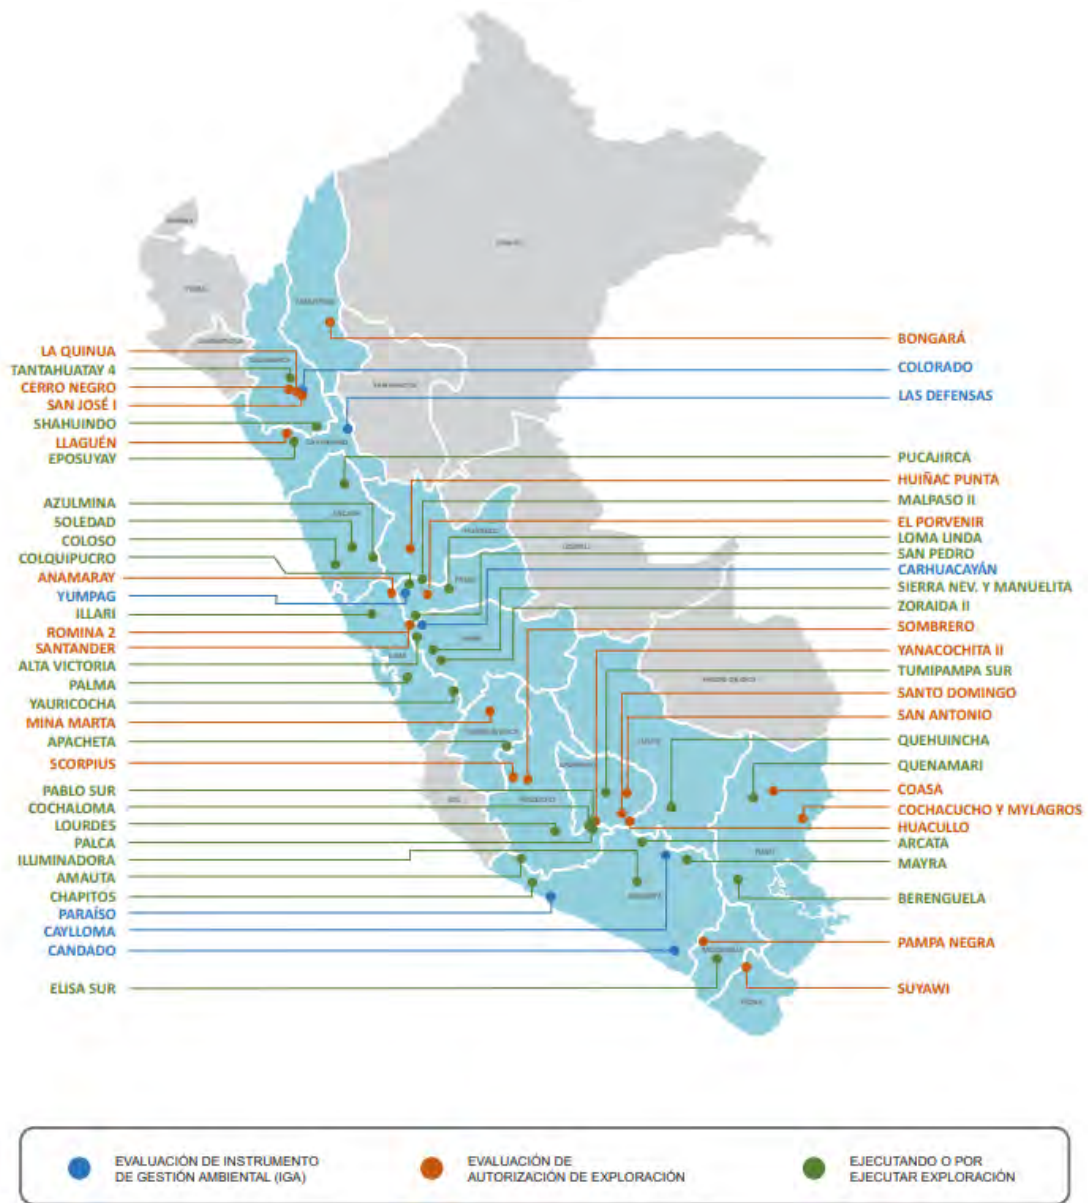 LA QUINUA
TANTAHUATAY 4
CERRO NEGRO
SAN JOSÉ I
SHAHUINDO
LLAGUÉN
EPOSUYAY
AZULMINA
SOLEDAD
COLOSO
COLQUIPUCRO
ANAMARAY
YUMPAG
ILLARI
ROMINA 2
SANTANDER
ALTA VICTORIA
PALMA
YAURICOCHA
MINA MARTA
APACHETA
SCORPIUS
PABLO SUR
COCHALOMA
LOURDES
PALCA
ILUMINADORA
AMAUTA
CHAPITOS
PARAÍSO
CAYLLOMA
CANDADO
ELISA SUR
BONGARÁ
COLORADO
LAS DEFENSAS
PUCAJIRCA
HUIÑAC PUNTA
MALPASO II
EL PORVENIR
LOMA LINDA
SAN PEDRO
CARHUACAYÁN
SIERRA NEV. Y MANUELITA
ZORAIDA II
SOMBRERO
YANACOCHITA II
TUMIPAMPA SUR
SANTO DOMINGO
SAN ANTONIO
QUEHUINCHA
QUENAMARI
COASA
COCHACUCHO Y MYLAGROS
HUACULLO
ARCATA
MAYRA
BERENGUELA
PAMPA NEGRA
SUYAWI
EVALUACIÓN DE INSTRUMENTO
DE GESTIÓN AMBIENTAL (IGA)
EVALUACIÓN DE
AUTORIZACIÓN DE EXPLORACIÓN
EJECUTANDO O POR
EJECUTAR EXPLORACIÓN